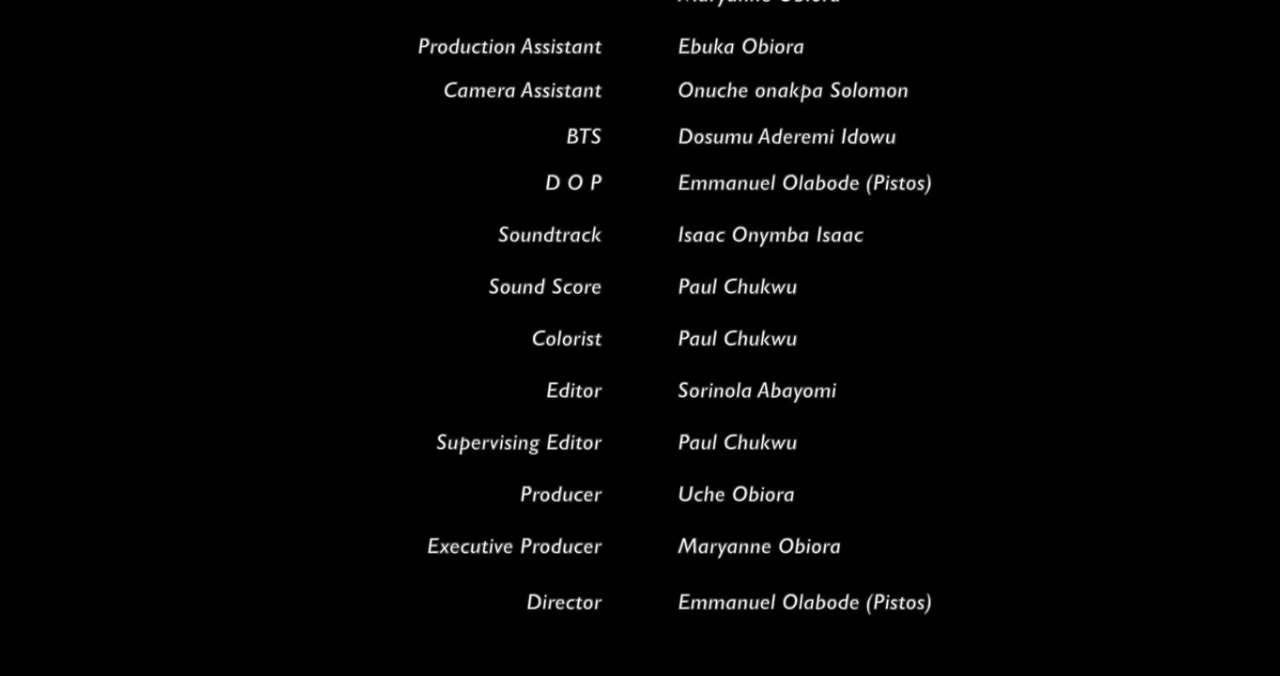 Maryanne Obiora
Production Assistant Ebuka Obiora
Camera Assistant Onuche onakpa Solomon
BTS Dosumu Aderemi Idowu
D O P Emmanuel Olabode (Pistos)
Soundtrack Isaac Onymba Isaac
Sound Score Paul Chukwu
Colorist Paul Chukwu
Editor Sorinola Abayomi
Supervising Editor Paul Chukwu
Producer Uche Obiora
Executive Producer Maryanne Obiora
Director Emmanuel Olabode (Pistos)